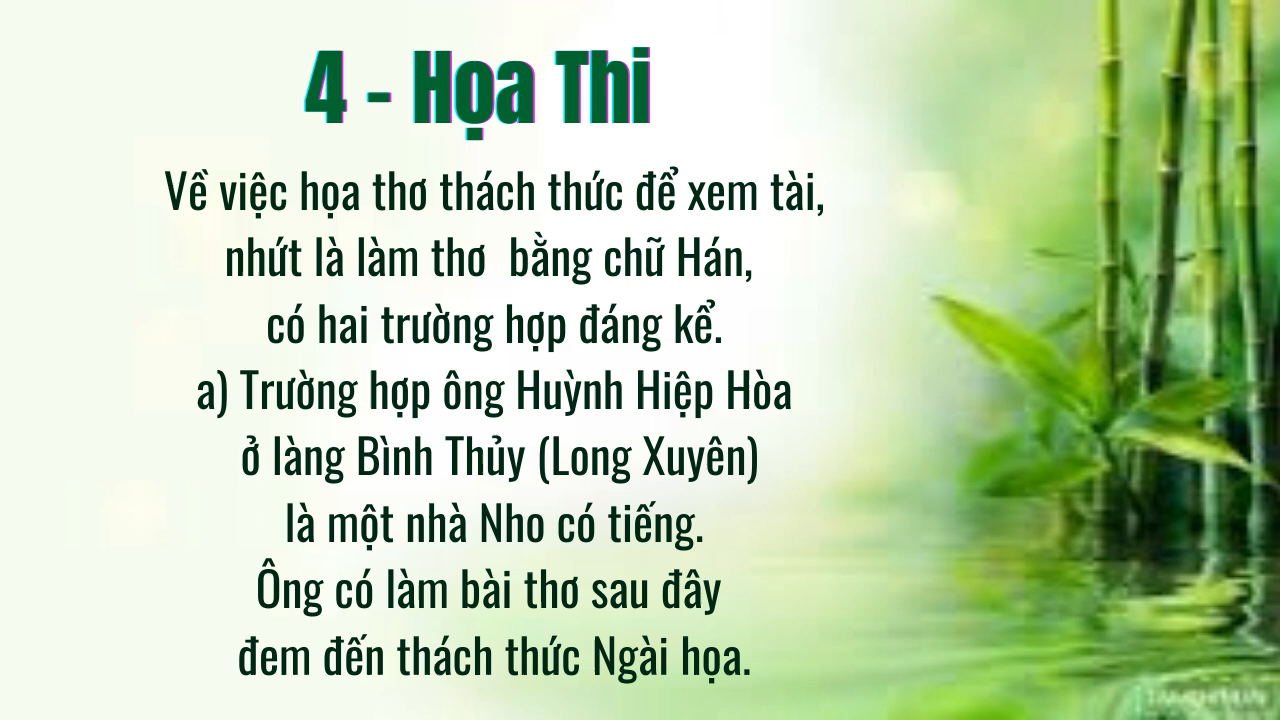 4 - Họa Thi
Về việc họa thơ thách thức để xem tài,
nhứt là làm thơ  bằng chữ Hán,
có hai trường hợp đáng kể.
a) Trường hợp ông Huỳnh Hiệp Hòa
ở làng Bình Thủy (Long Xuyên)
là một nhà Nho có tiếng.
Ông có làm bài thơ sau đây
đem đến thách thức Ngài họa.